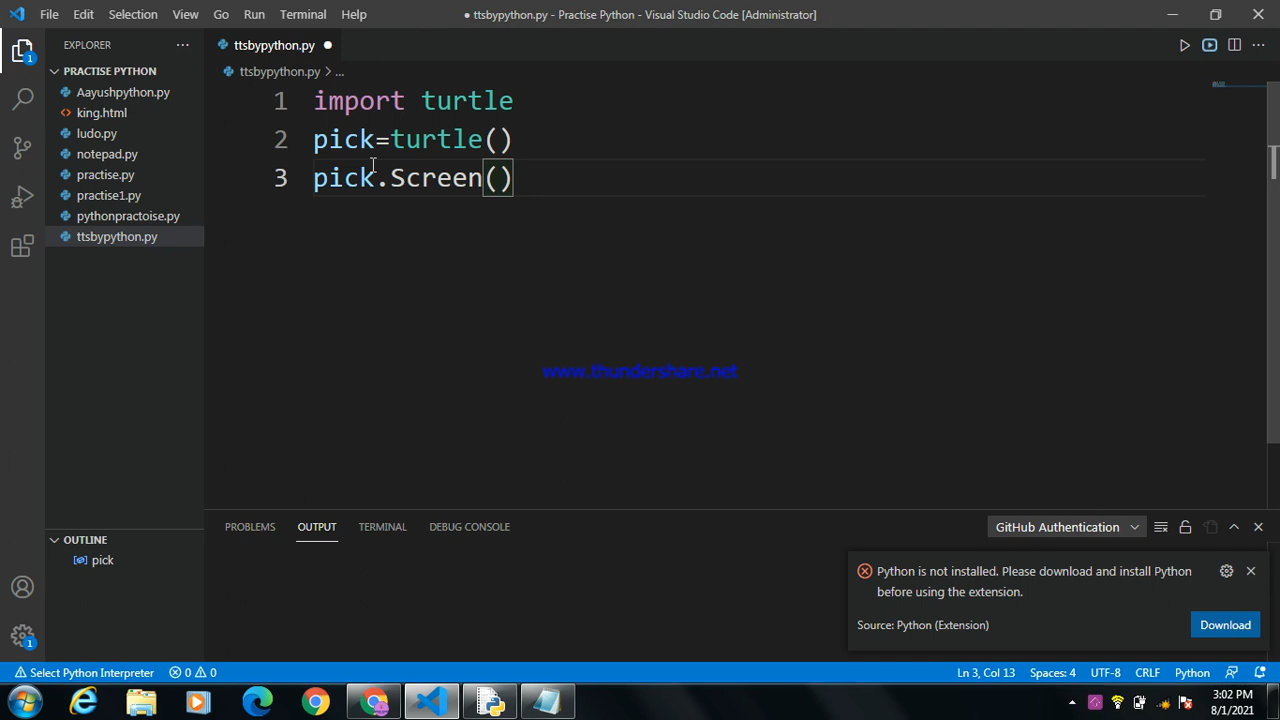 File Edit Selection View Go Run Terminal Help
● ttsbypython.py - Practise Python - Visual Studio Code [Administrator]
EXPLORER
ttsbypython.py
PRACTISE PYTHON
ttsbypython.py > ...
Aayushpython.py
king.html
ludo.py
notepad.py
practise.py
practise1.py
pythonpractoise.py
ttsbypython.py
1 import turtle
2 pick=turtle()
3 pick.Screen()
www.thundershare.net
OUTLINE
pick
PROBLEMS OUTPUT TERMINAL DEBUG CONSOLE
GitHub Authentication
Python is not installed. Please download and install Python
before using the extension.
Source: Python (Extension)
Download
1
1
Select Python Interpreter 0 0
Ln 3, Col 13 Spaces: 4 UTF-8 CRLF Python
3:02 PM
8/1/2021